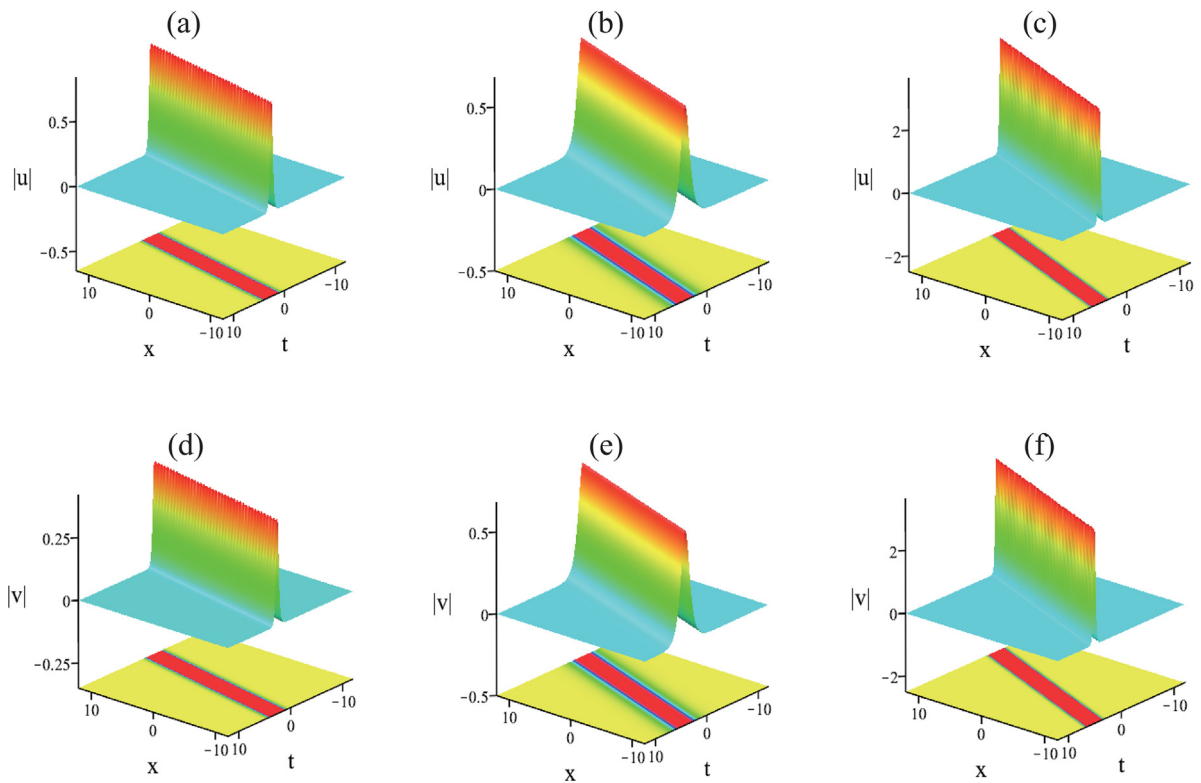 (a) (b) (c)
0.5 0.5 2
|u| 0 |u| 0 |u| 0
−0.5 −0.5 −2
10 0 −10 10 0 −10 10 0 −10 10 0 −10 10 0 −10 10 0 −10
x t x t x t
(d) (e) (f)
0.25 0.5 2
|v| 0 |v| 0 |v| 0
−0.25 −0.5 −2
10 0 −10 10 0 −10 10 0 −10 10 0 −10 10 0 −10 10 0 −10
x t x t x t